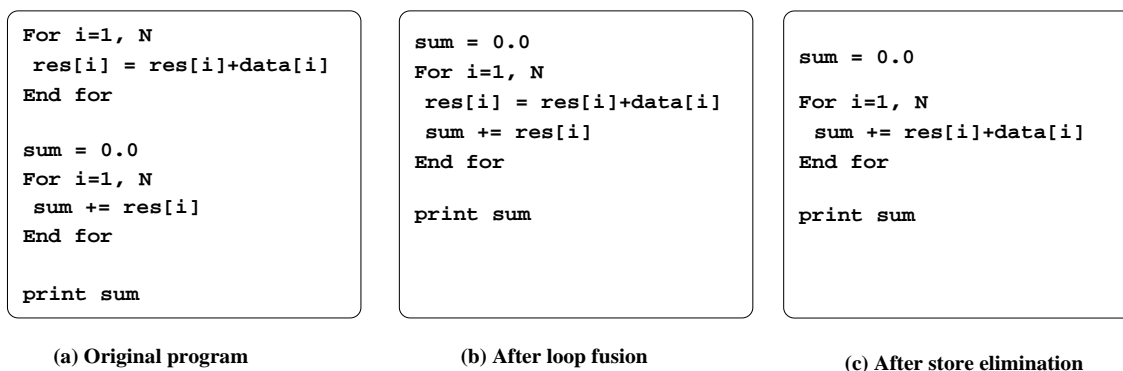 For i=1, N
res[i] = res[i]+data[i]
End for
sum = 0.0
For i=1, N
sum += res[i]
End for
print sum
(a) Original program
sum = 0.0
For i=1, N
res[i] = res[i]+data[i]
sum += res[i]
End for
print sum
(b) After loop fusion
sum = 0.0
For i=1, N
sum += res[i]+data[i]
End for
print sum
(c) After store elimination